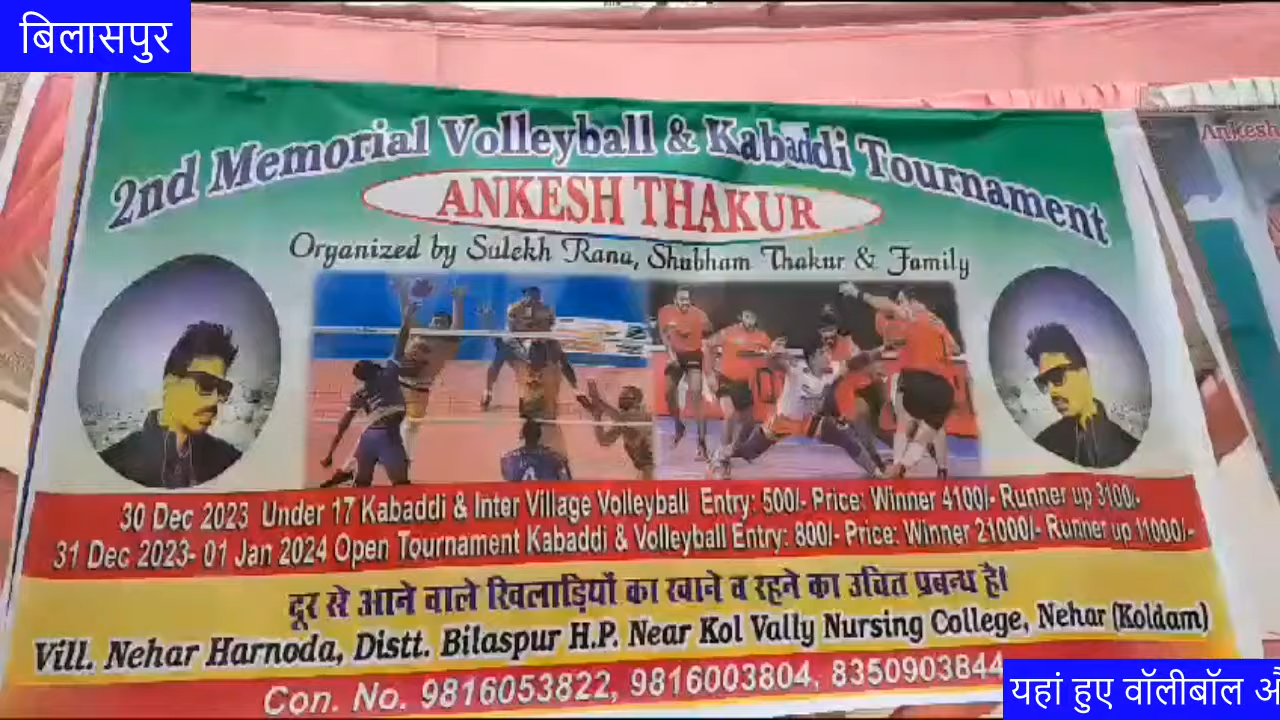 बिलासपुर
Ankesh
2nd Memorial Volleyball & Kabaddi Tournament
ANKESH THAKUR
Organized by Sulekh Rana, Shubham Thakur & Family
30 Dec 2023 Under 17 Kabaddi & Inter Village Volleyball Entry: 500/- Price: Winner 4100/- Runner up 3100/-
31 Dec 2023- 01 Jan 2024 Open Tournament Kabaddi & Volleyball Entry: 800/- Price: Winner 21000/- Runner up 11000/-
दूर से आने वाले खिलाड़ियों का खाने व रहने का उचित प्रबन्ध है।
Vill. Nehar Harnoda, Distt. Bilaspur H.P. Near Kol Vally Nursing College, Nehar (Koldam)
Con. No. 9816053822, 9816003804, 8350903844
यहां हुए वॉलीबॉल